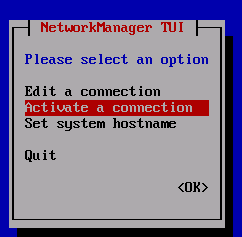 NetworkManager TUI
Please select an option
Edit a connection
Activate a connection
Set system hostname
Quit
<OK>